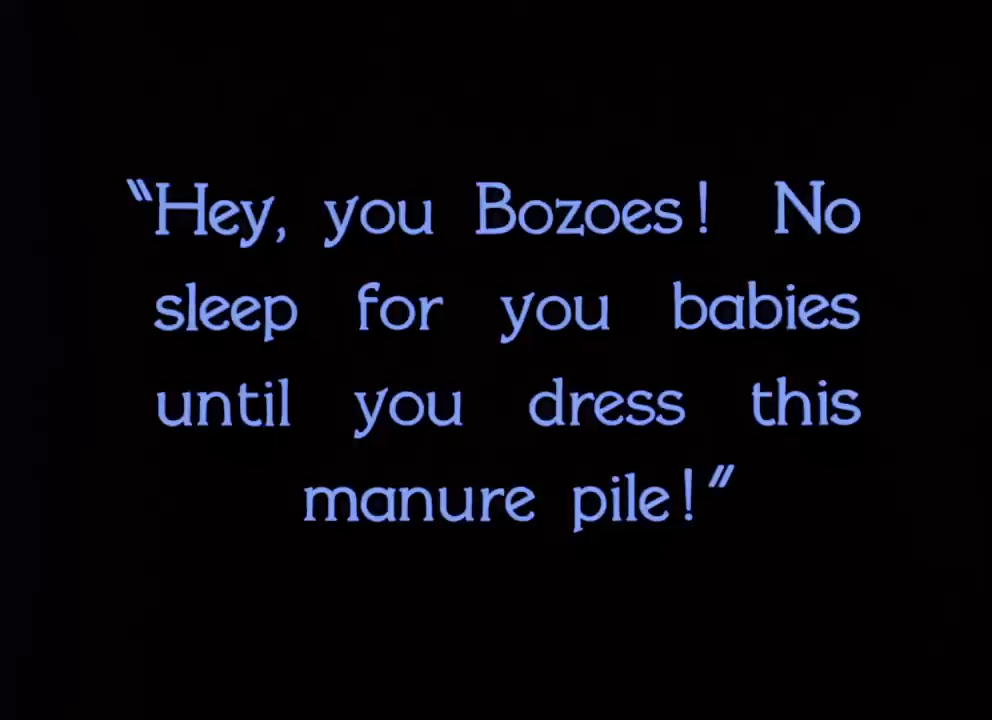 "Hey, you Bozoes! No
sleep for you babies
until you dress this
manure pile!"